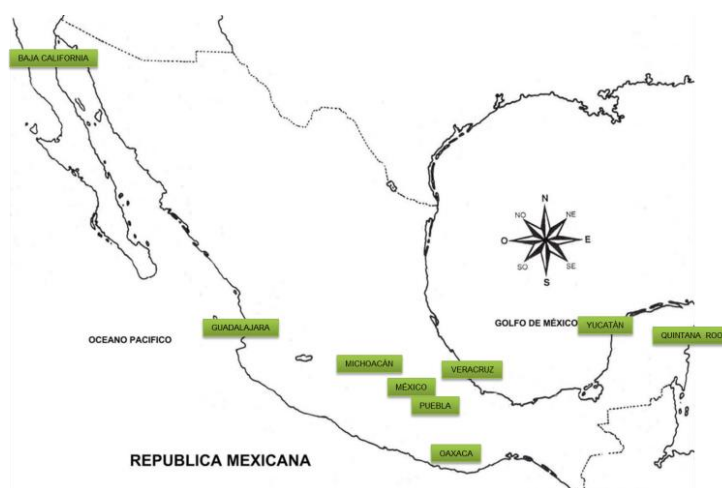 BAJA CALIFORNIA
N
NO
NE
O
E
SO
SE
S
GUADALAJARA
GOLFO DE MÉXICO
YUCATÁN
OCEANO PACIFICO
QUINTANA ROO
MICHOACÁN
VERACRUZ
MÉXICO
PUEBLA
OAXACA
REPUBLICA MEXICANA